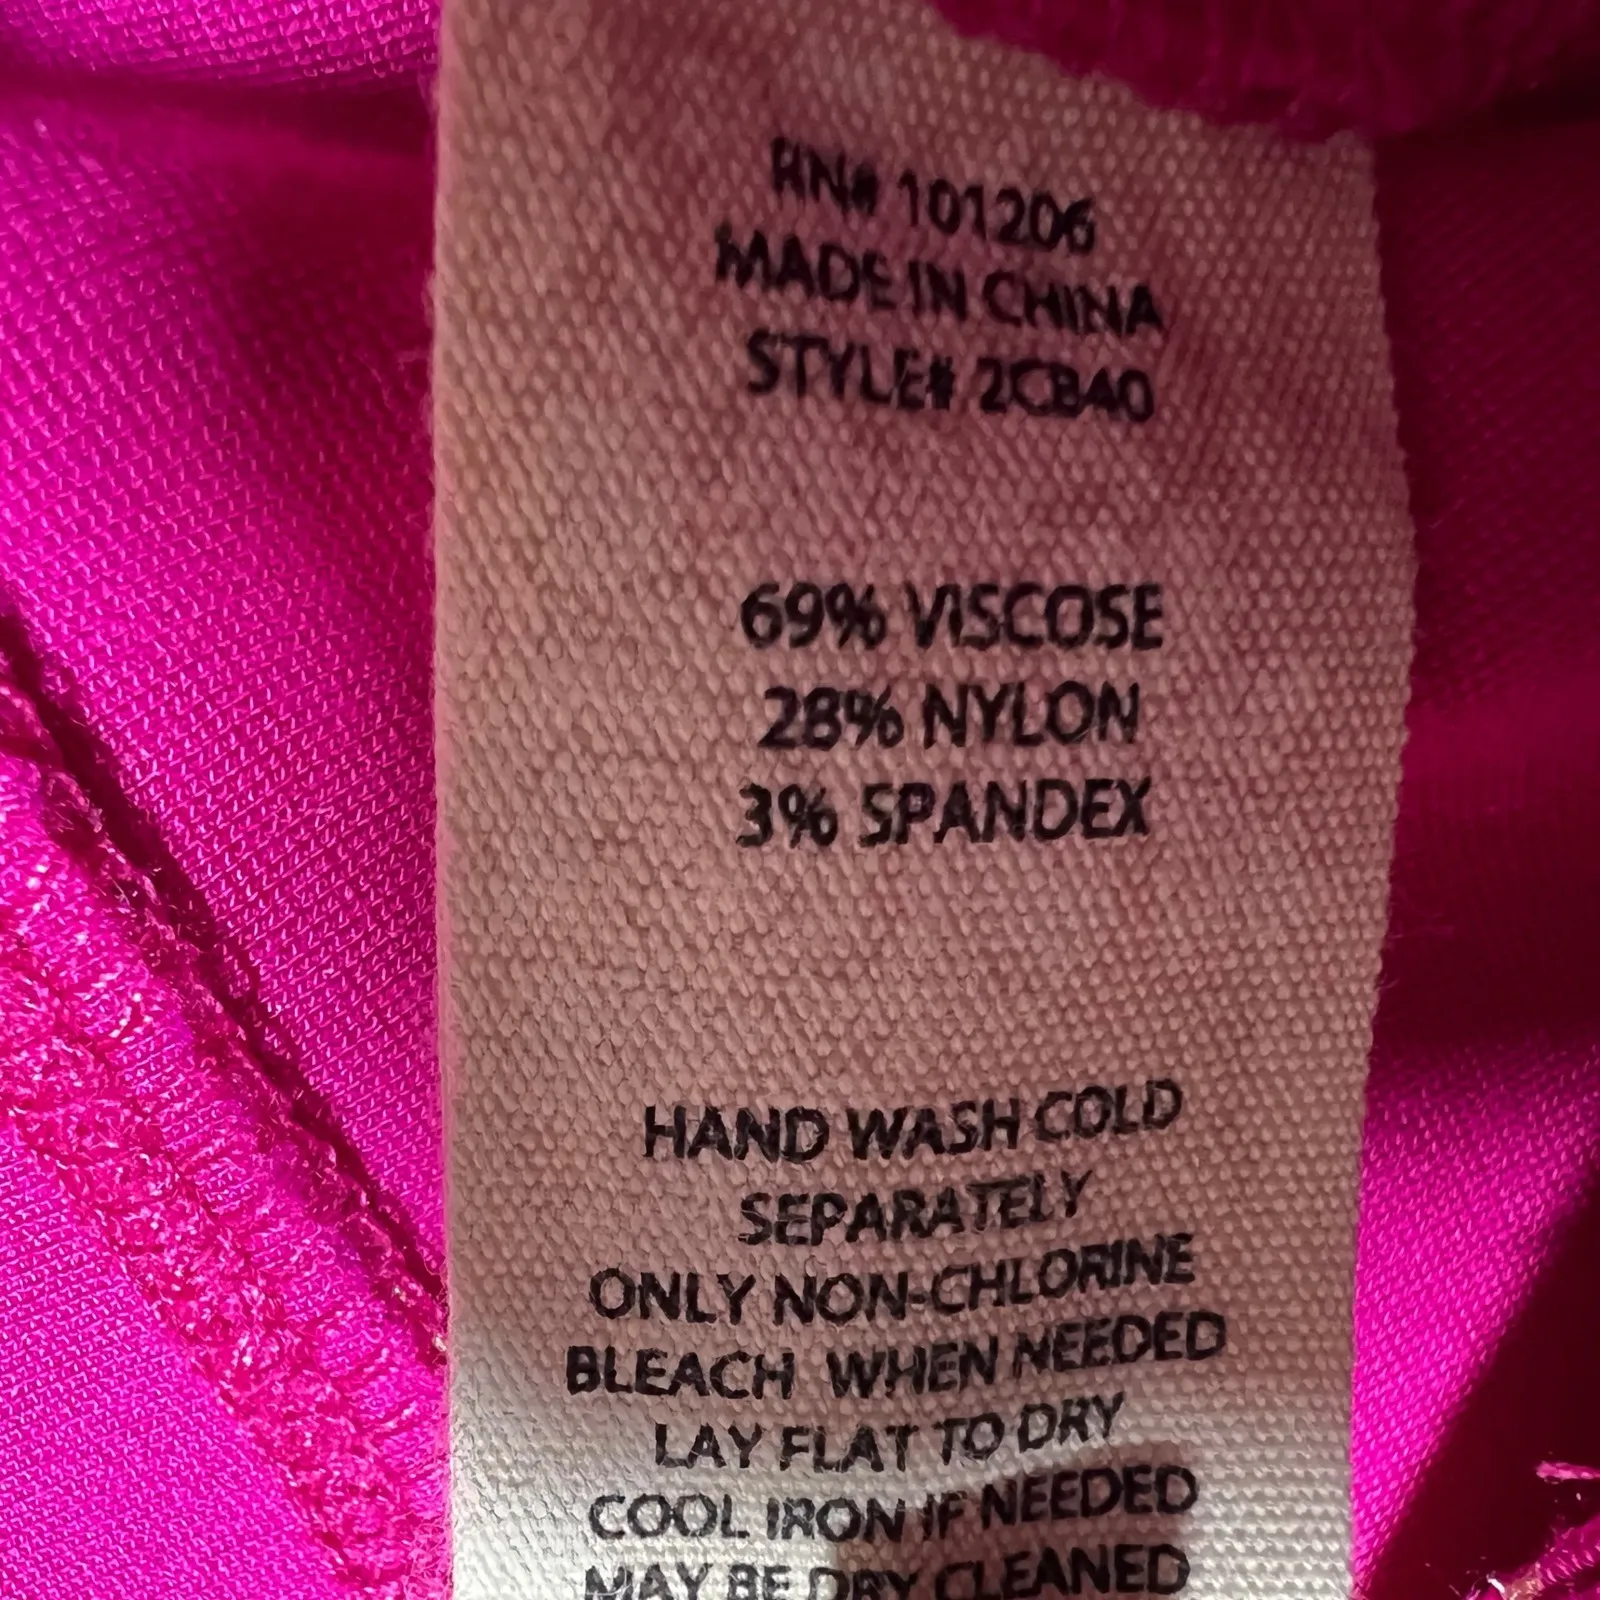 RN# 101206
MADE IN CHINA
STYLE# 2CBA0
69% VISCOSE
28% NYLON
3% SPANDEX
HAND WASH COLD
SEPARATELY
ONLY NON-CHLORINE
BLEACH WHEN NEEDED
LAY FLAT TO DRY
COOL IRON IF NEEDED
MAY BE DRY CLEANED